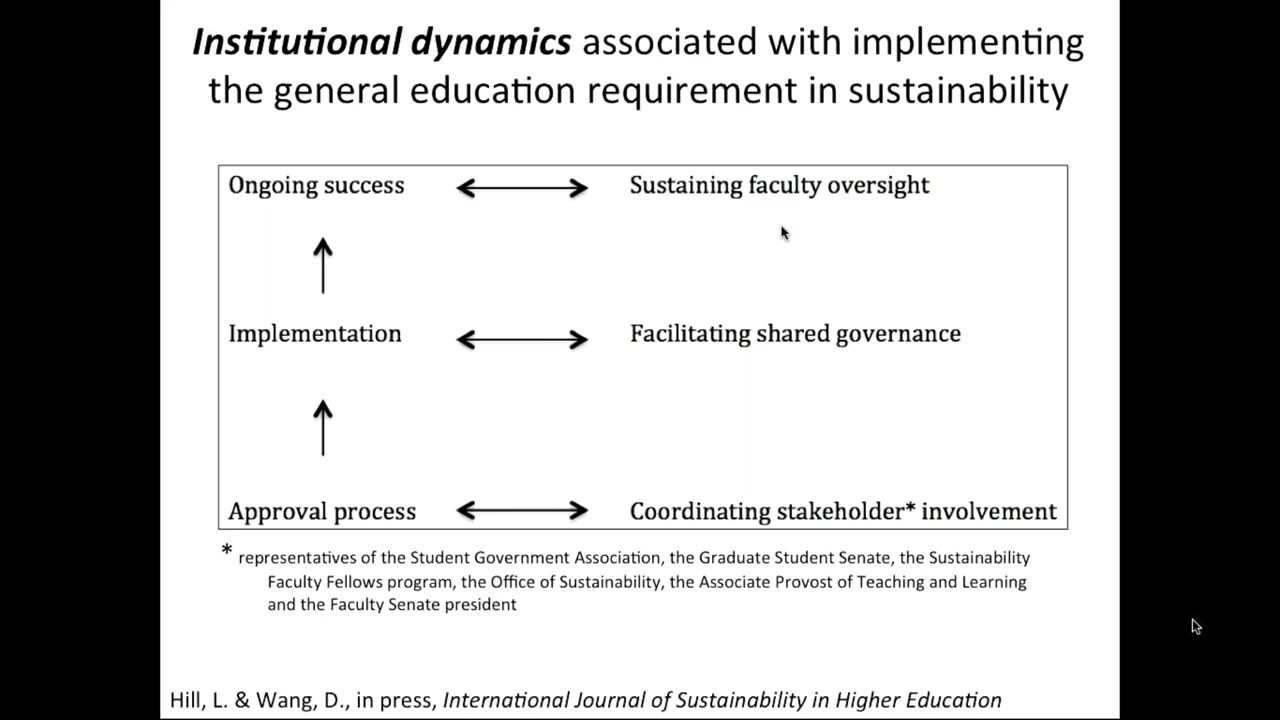 Institutional dynamics associated with implementing
the general education requirement in sustainability
Ongoing success
Sustaining faculty oversight
Implementation
Facilitating shared governance
Approval process
Coordinating stakeholder* involvement
* representatives of the Student Government Association, the Graduate Student Senate, the Sustainability
Faculty Fellows program, the Office of Sustainability, the Associate Provost of Teaching and Learning
and the Faculty Senate president
Hill, L. & Wang, D., in press, International Journal of Sustainability in Higher Education